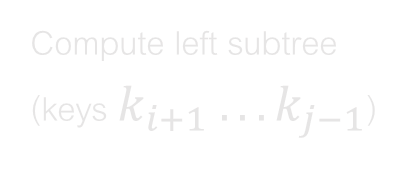 Compute left subtree
(keys k_{i+1} … k_{j−1})